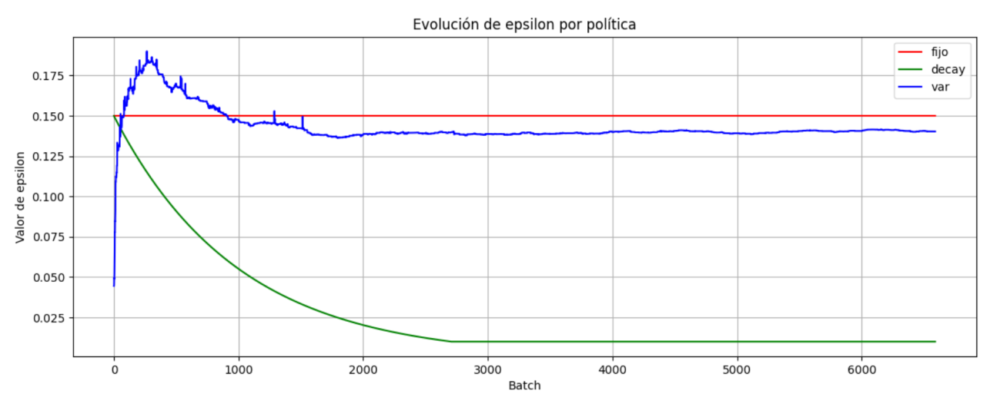 Evolución de epsilon por política
fijo
decay
var
Valor de epsilon
0.175
0.150
0.125
0.100
0.075
0.050
0.025
0 1000 2000 3000 4000 5000 6000
Batch